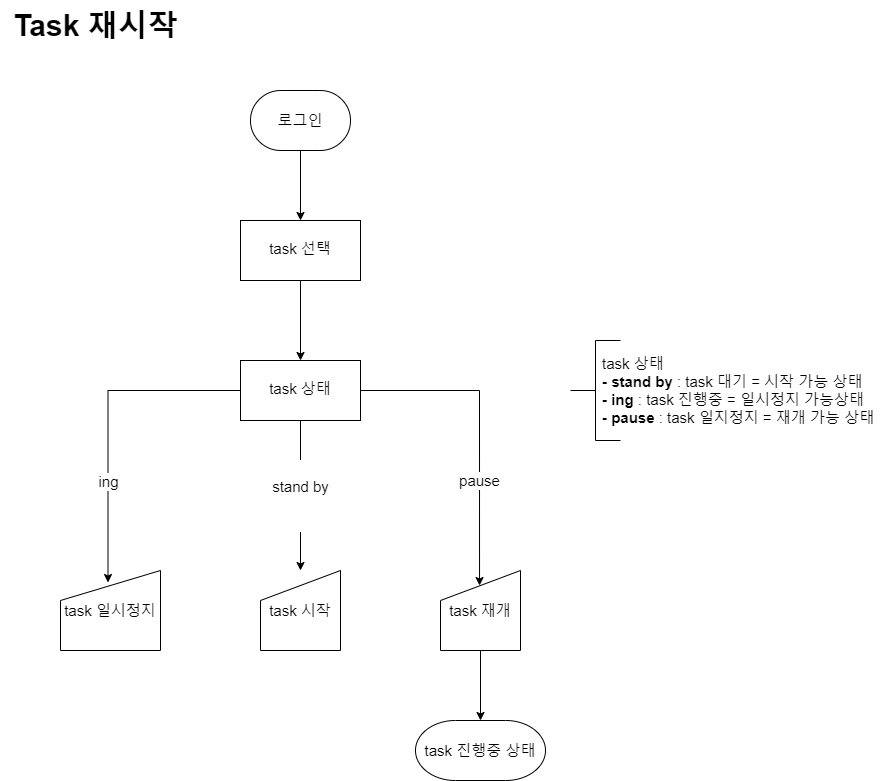 Task 재시작
로그인
task 선택
task 상태
task 상태
- stand by : task 대기 = 시작 가능 상태
- ing : task 진행중 = 일시정지 가능상태
- pause : task 일지정지 = 재개 가능 상태
ing
stand by
pause
task 일시정지
task 시작
task 재개
task 진행중 상태